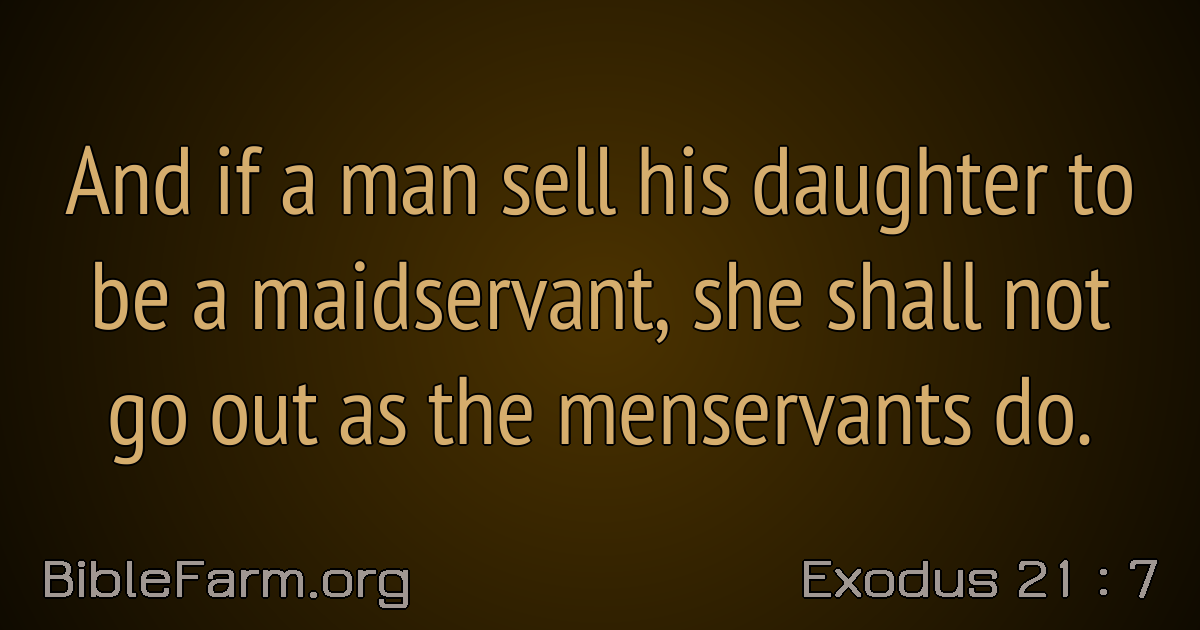 And if a man sell his daughter to
be a maidservant, she shall not
go out as the menservants do.
BibleFarm.org
Exodus 21 : 7